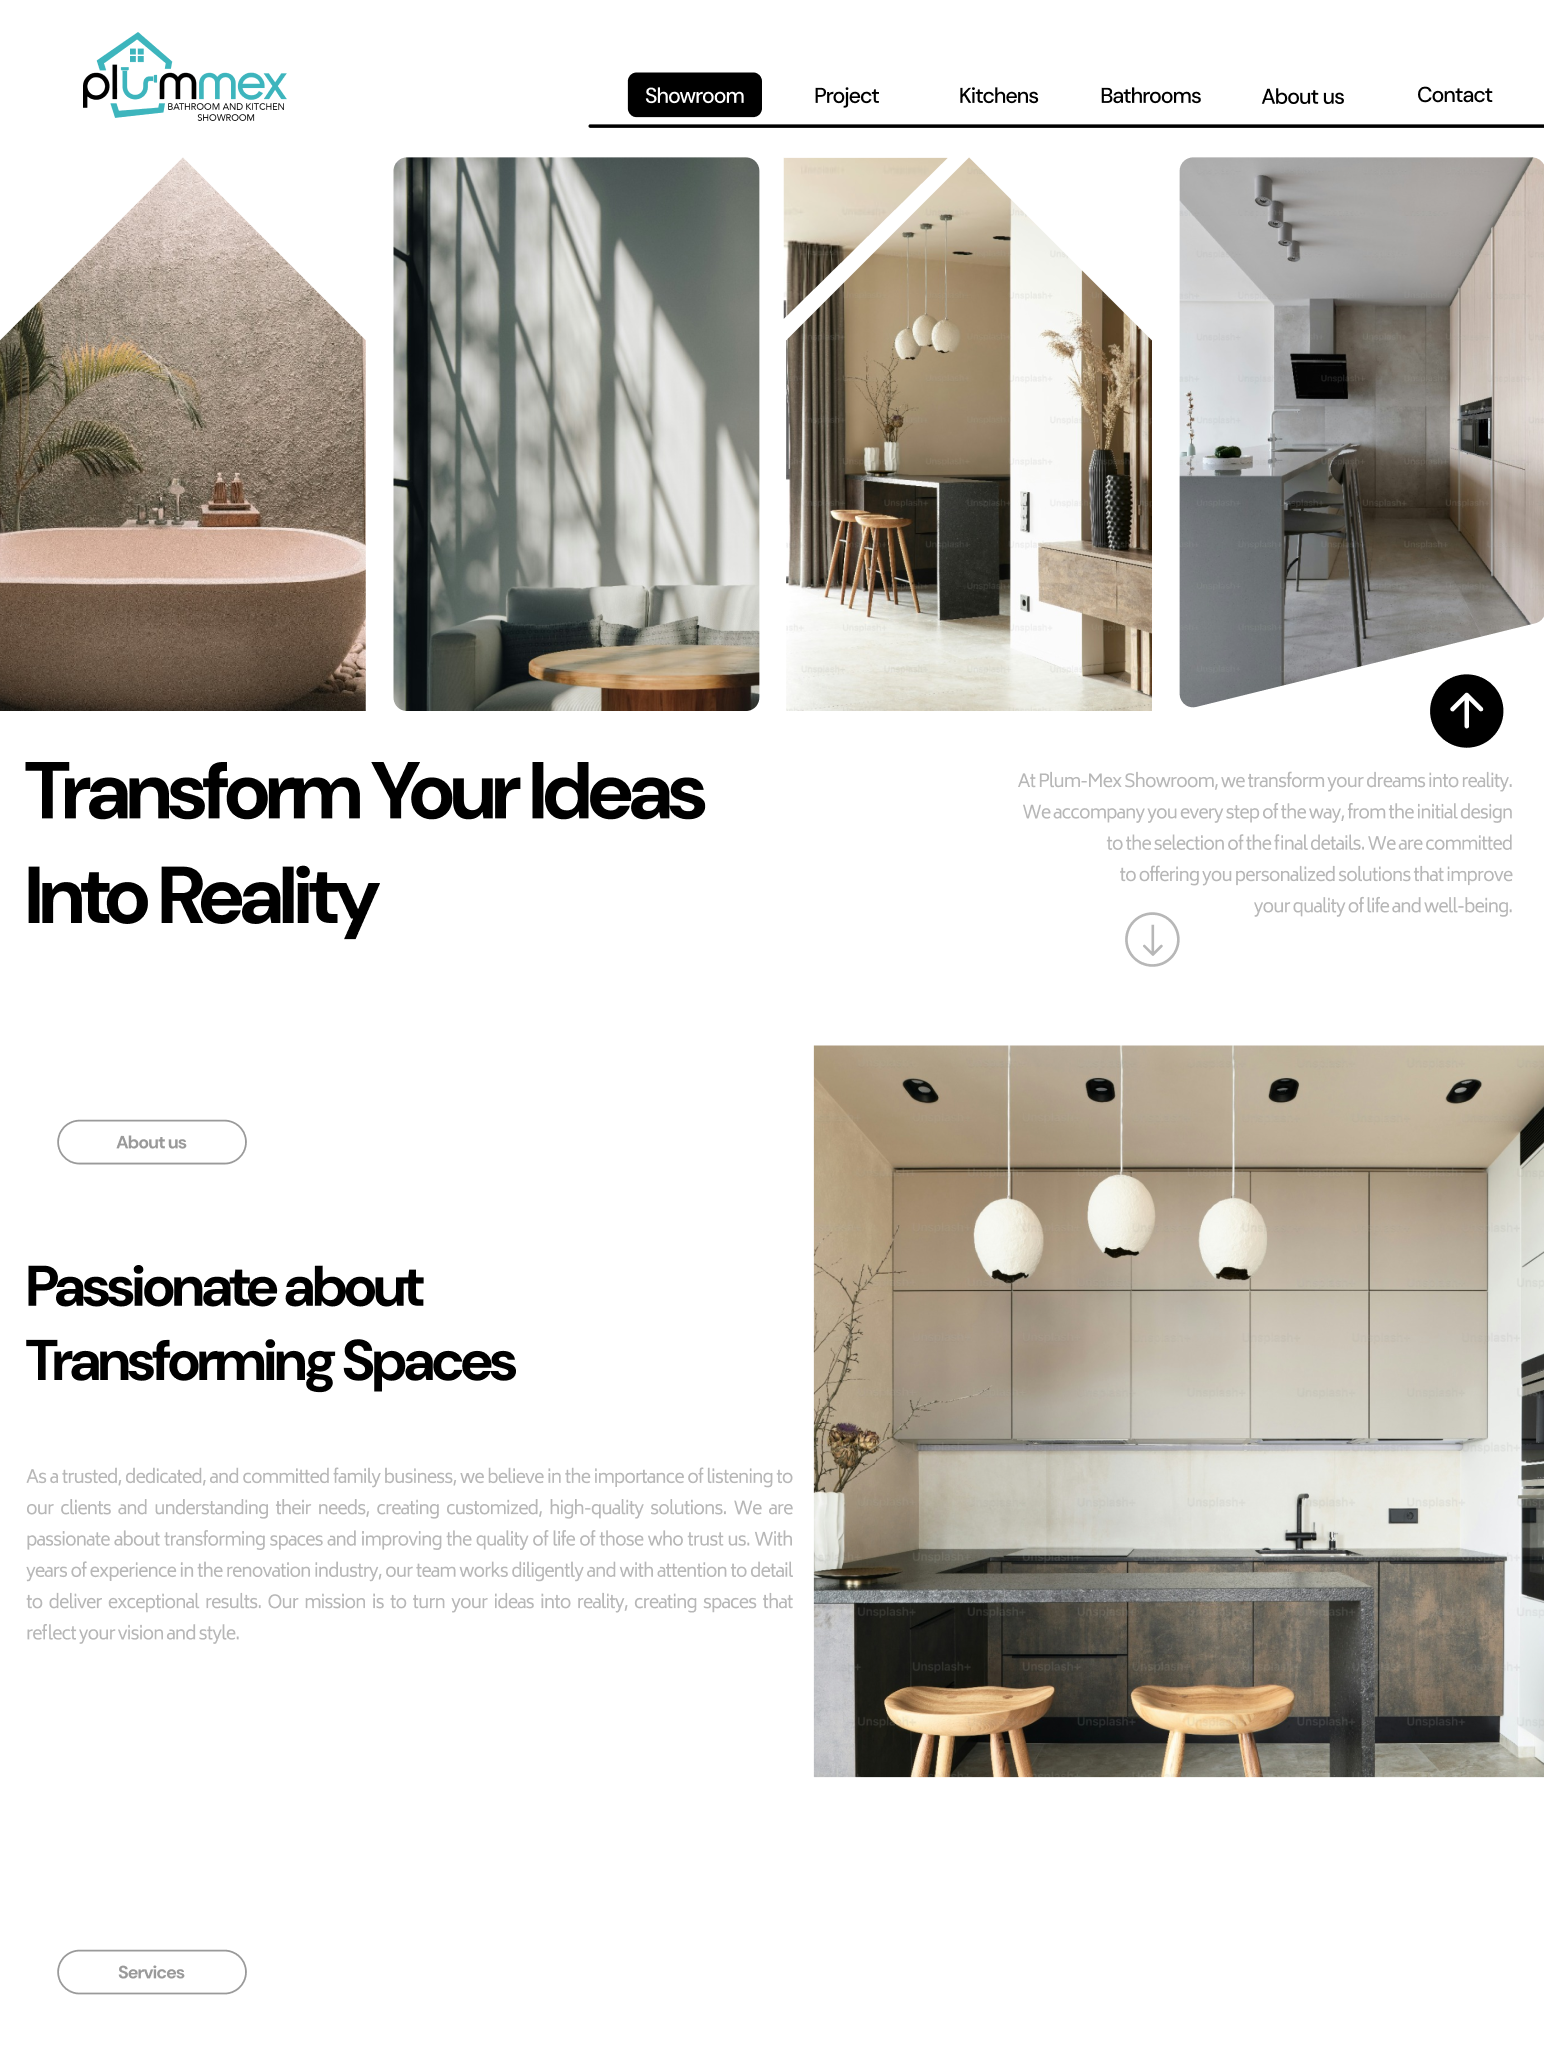 plummex
BATHROOM AND KITCHEN
SHOWROOM
Showroom
Project
Kitchens
Bathrooms
About us
Contact
Transform Your Ideas
Into Reality
At Plum-Mex Showroom, we transform your dreams into reality.
We accompany you every step of the way, from the initial design
to the selection of the final details. We are committed
to offering you personalized solutions that improve
your quality of life and well-being.
About us
Passionate about
Transforming Spaces
As a trusted, dedicated, and committed family business, we believe in the importance of listening to
our clients and understanding their needs, creating customized, high-quality solutions. We are
passionate about transforming spaces and improving the quality of life of those who trust us. With
years of experience in the renovation industry, our team works diligently and with attention to detail
to deliver exceptional results. Our mission is to turn your ideas into reality, creating spaces that
reflect your vision and style.
Unsplash+
Unsplash+
Unsplash+
Unsplash+
Unsplash+
Unsplash+
Services